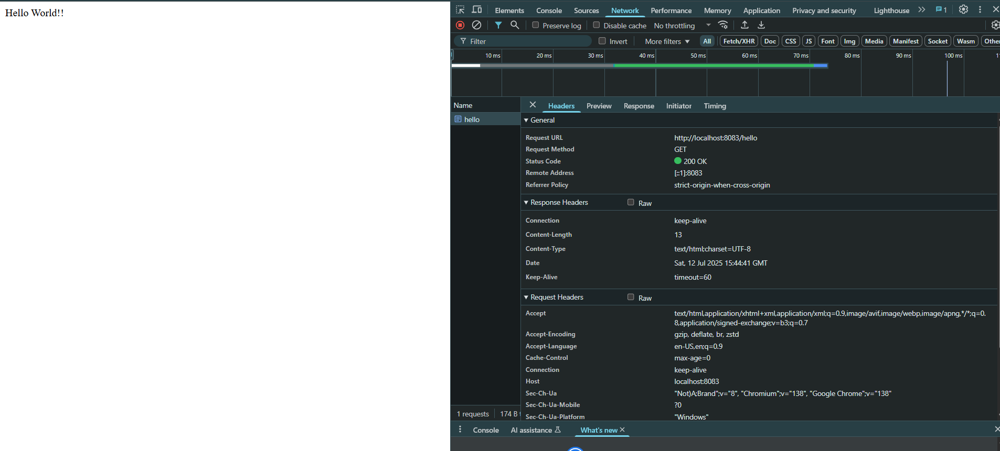 Hello World!!
Elements Console Sources Network Performance Memory Application Privacy and security Lighthouse 1
Preserve log Disable cache No throttling
Filter Invert More filters All Fetch/XHR Doc CSS JS Font Img Media Manifest Socket Wasm Othe
10 ms 20 ms 30 ms 40 ms 50 ms 60 ms 70 ms 80 ms 90 ms 100 ms 1
Name
hello
Headers Preview Response Initiator Timing
General
Request URL http://localhost:8083/hello
Request Method GET
Status Code 200 OK
Remote Address [::1]:8083
Referrer Policy strict-origin-when-cross-origin
Response Headers Raw
Connection keep-alive
Content-Length 13
Content-Type text/html;charset=UTF-8
Date Sat, 12 Jul 2025 15:44:41 GMT
Keep-Alive timeout=60
Request Headers Raw
Accept text/html,application/xhtml+xml,application/xml;q=0.9,image/avif,image/webp,image/apng,*/*;q=0.
8,application/signed-exchange;v=b3;q=0.7
Accept-Encoding gzip, deflate, br, zstd
Accept-Language en-US,en;q=0.9
Cache-Control max-age=0
Connection keep-alive
Host localhost:8083
Sec-Ch-Ua "Not)A;Brand";v="8", "Chromium";v="138", "Google Chrome";v="138"
Sec-Ch-Ua-Mobile ?0
Sec-Ch-Ua-Platform "Windows"
1 requests 174 B t
Console AI assistance What's new